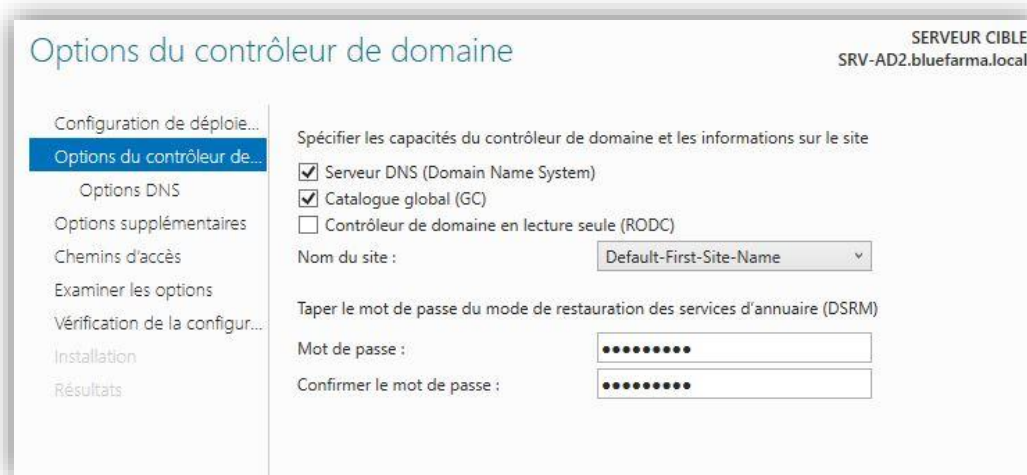 Options du contrôleur de domaine
SERVEUR CIBLE
SRV-AD2.bluefarma.local
Configuration de déploie...
Options du contrôleur de...
Options DNS
Options supplémentaires
Chemins d'accès
Examiner les options
Vérification de la configur...
Installation
Résultats
Spécifier les capacités du contrôleur de domaine et les informations sur le site
Serveur DNS (Domain Name System)
Catalogue global (GC)
Contrôleur de domaine en lecture seule (RODC)
Nom du site : Default-First-Site-Name
Taper le mot de passe du mode de restauration des services d'annuaire (DSRM)
Mot de passe : •••••••••
Confirmer le mot de passe : •••••••••